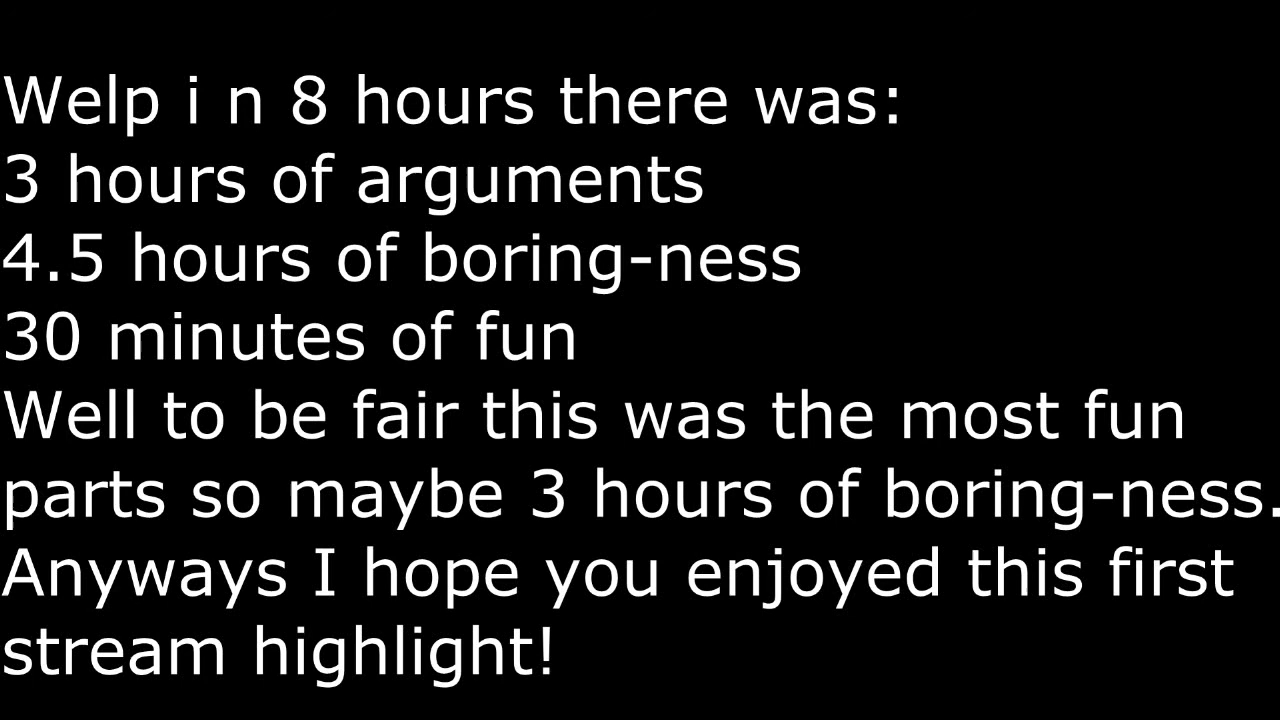 Welp i n 8 hours there was:
3 hours of arguments
4.5 hours of boring-ness
30 minutes of fun
Well to be fair this was the most fun
parts so maybe 3 hours of boring-ness.
Anyways I hope you enjoyed this first
stream highlight!